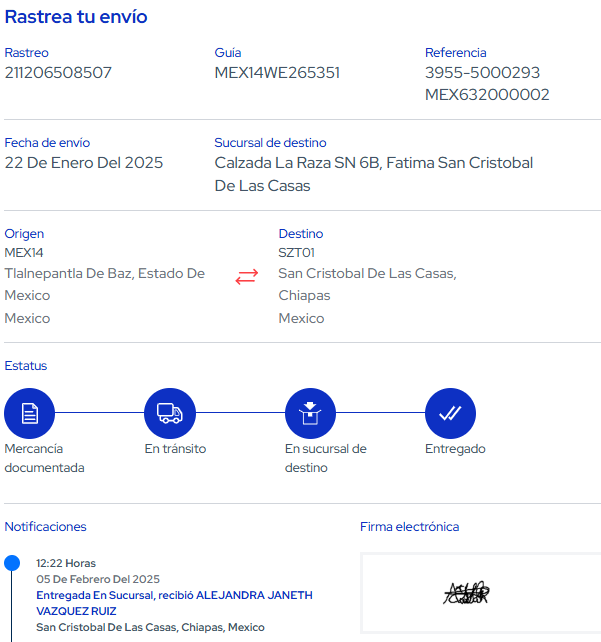 Rastrea tu envío
Rastreo
211206508507
Guía
MEX14WE265351
Referencia
3955-5000293
MEX632000002
Fecha de envío
22 De Enero Del 2025
Sucursal de destino
Calzada La Raza SN 6B, Fatima San Cristobal
De Las Casas
Origen
MEX14
Tlalnepantla De Baz, Estado De
Mexico
Mexico
Destino
SZT01
San Cristobal De Las Casas,
Chiapas
Mexico
Estatus
Mercancía
documentada
En tránsito
En sucursal de
destino
Entregado
Notificaciones
12:22 Horas
05 De Febrero Del 2025
Entregada En Sucursal, recibió ALEJANDRA JANETH
VAZQUEZ RUIZ
San Cristobal De Las Casas, Chiapas, Mexico
Firma electrónica